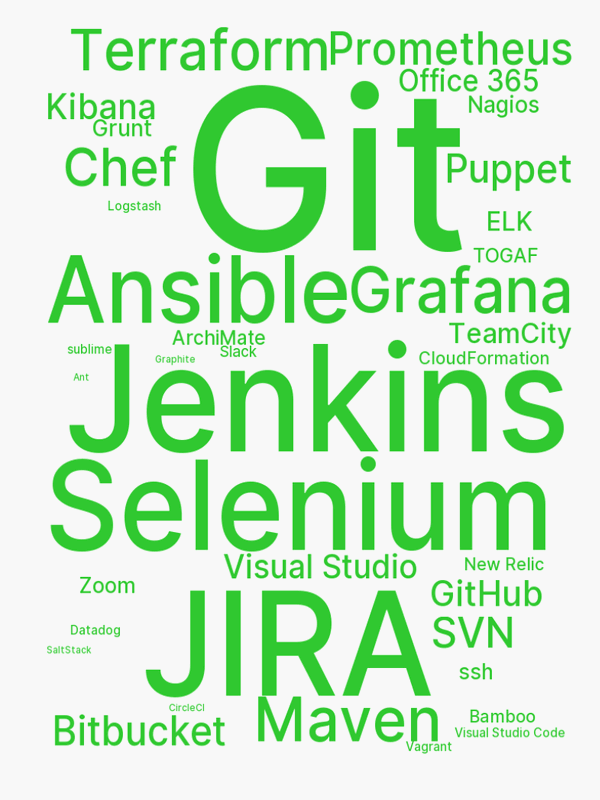 Terraform
Prometheus
Office 365
Kibana
Nagios
Grunt
Git
Chef
Puppet
Logstash
ELK
TOGAF
Ansible
Grafana
TeamCity
ArchiMate
sublime
Slack
Graphite
CloudFormation
Ant
Jenkins
Selenium
Visual Studio
New Relic
Zoom
GitHub
Datadog
SVN
SaltStack
JIRA
ssh
CircleCI
Maven
Bamboo
Bitbucket
Visual Studio Code
Vagrant